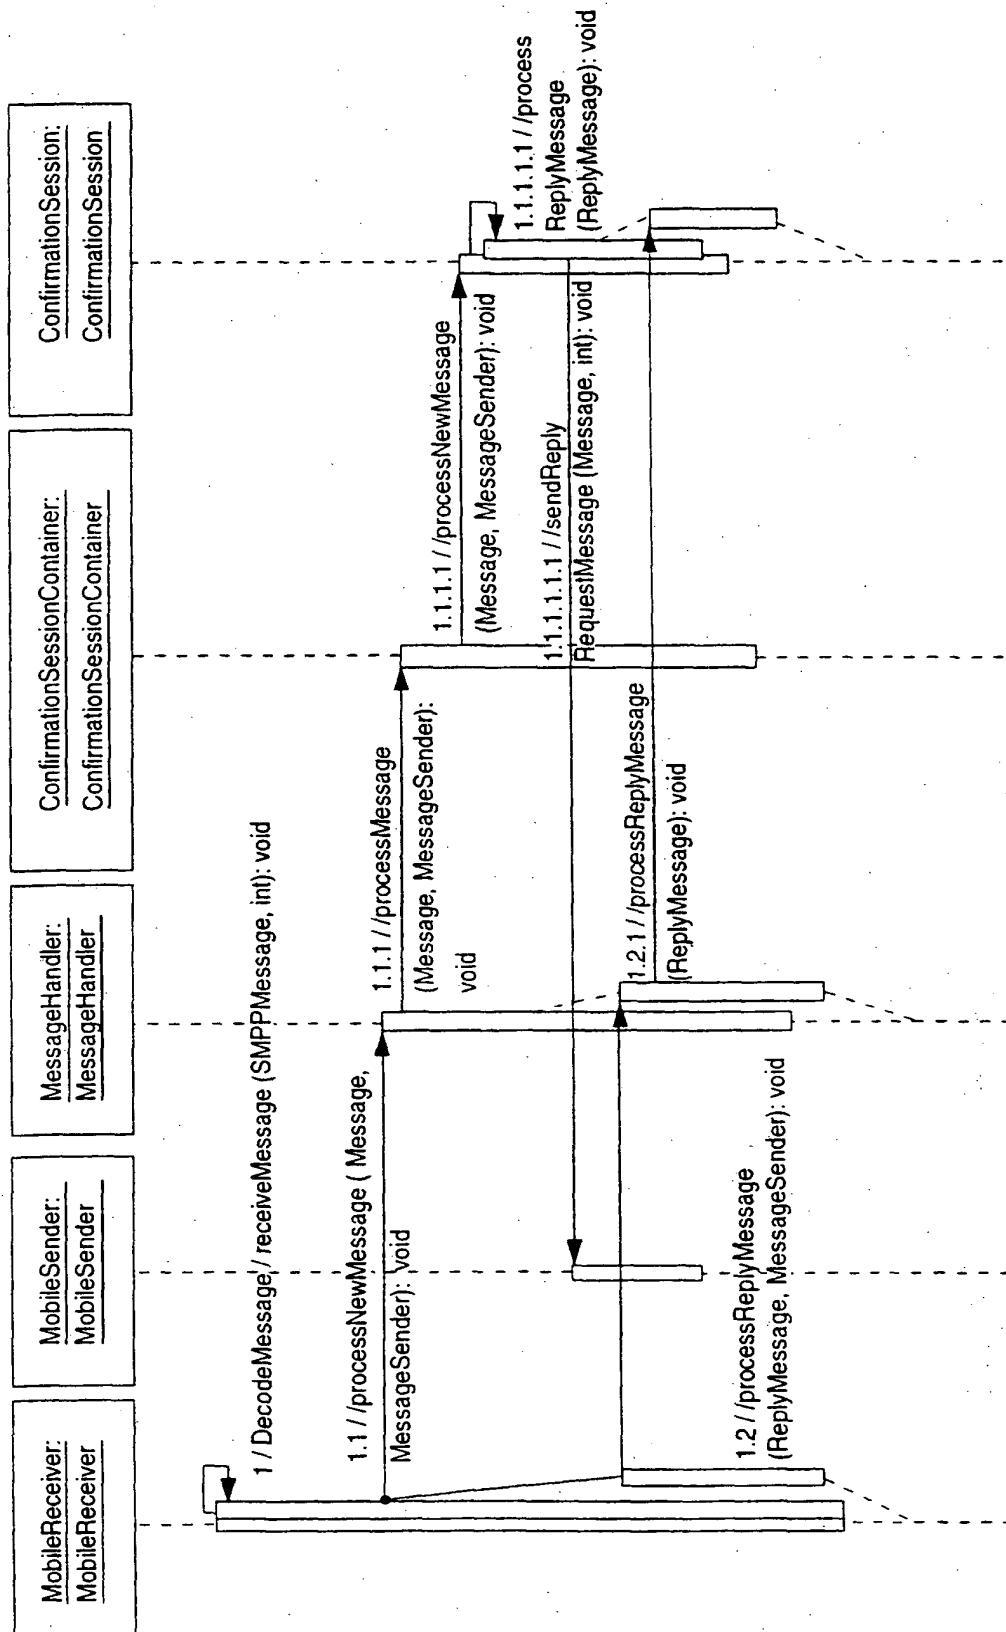 MobileReceiver:
MobileReceiver
MobileSender:
MobileSender
MessageHandler:
MessageHandler
ConfirmationSessionContainer:
ConfirmationSessionContainer
ConfirmationSession:
ConfirmationSession
1 / DecodeMessage / receiveMessage (SMPPMessage, int): void
1.1 / /processNewMessage ( Message,
MessageSender): void
1.1.1 / /processMessage
(Message, MessageSender):
void
1.1.1.1 / /processNewMessage
(Message, MessageSender): void
1.1.1.1.1 / /process
ReplyMessage
(ReplyMessage): void
1.1.1.1.1.1 / /sendReply
RequestMessage (Message, int): void
1.2 / /processReplyMessage
(ReplyMessage, MessageSender): void
1.2.1 / /processReplyMessage
(ReplyMessage): void